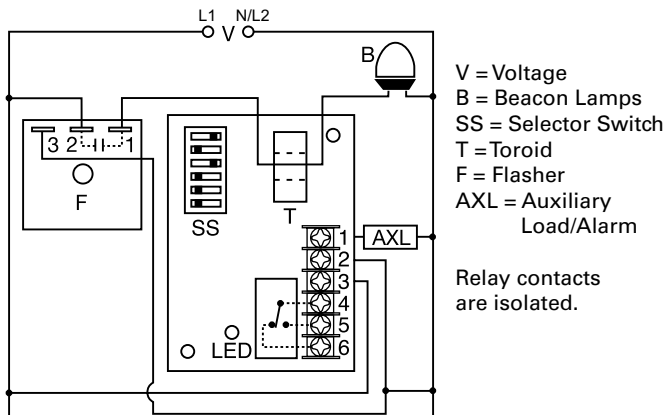 L1 N/L2
V
B
3 2 1
F
SS
T
1
AXL
2
3
4
5
6
LED
V = Voltage
B = Beacon Lamps
SS = Selector Switch
T = Toroid
F = Flasher
AXL = Auxiliary
Load/Alarm
Relay contacts
are isolated.